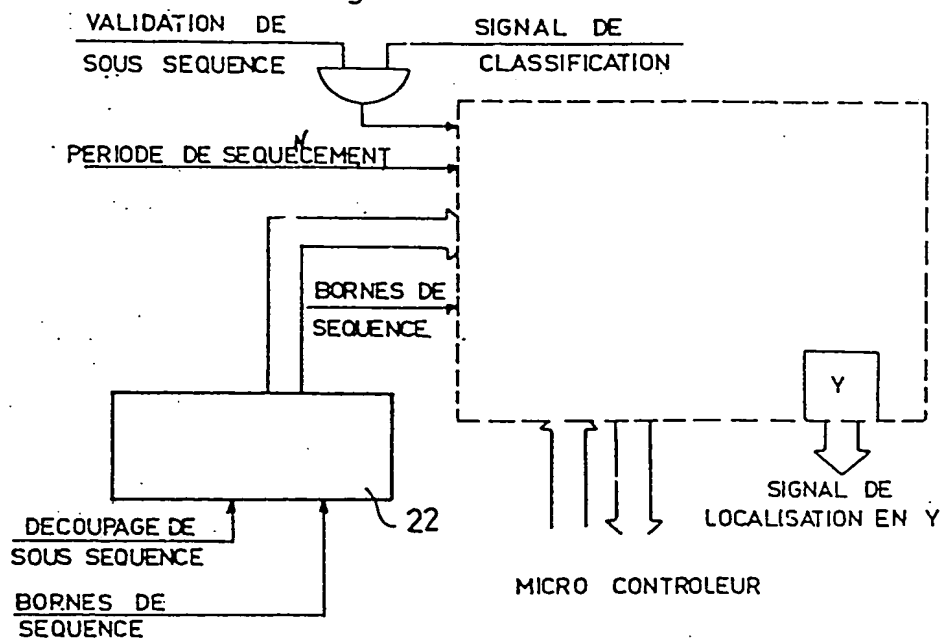 VALIDATION DE
SOUS SEQUENCE
SIGNAL DE
CLASSIFICATION
N
PERIODE DE SEQUECEMENT
BORNES DE
SEQUENCE
Y
22
DECOUPAGE DE
SOUS SEQUENCE
SIGNAL DE
LOCALISATION EN Y
MICRO CONTROLEUR
BORNES DE
SEQUENCE